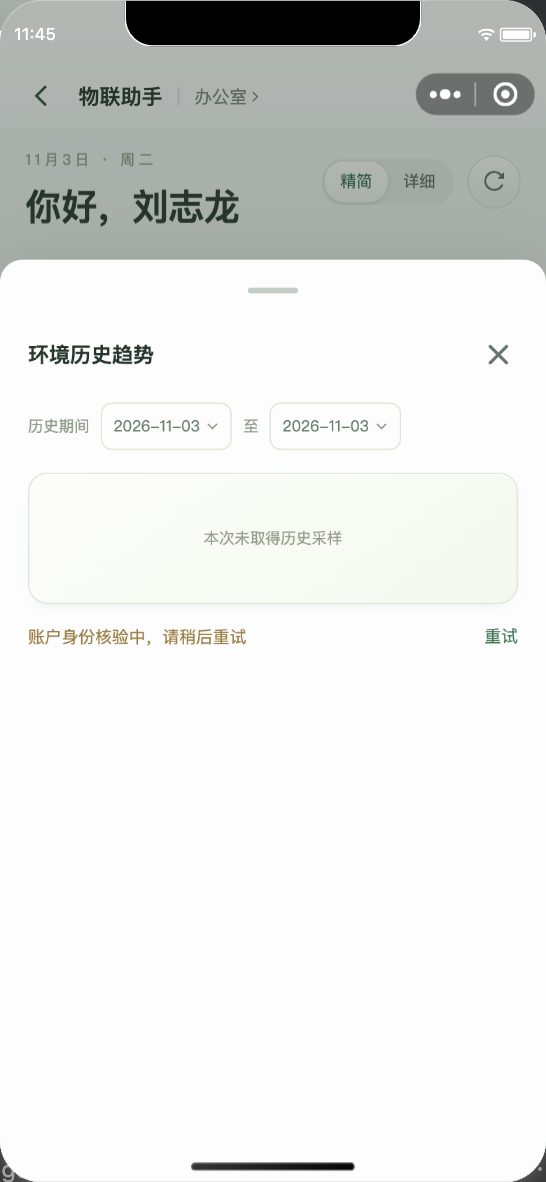 11:45
物联助手 办公室
11月3日 · 周二
你好，刘志龙
精简 详细
环境历史趋势
历史期间 2026-11-03 至 2026-11-03
本次未取得历史采样
账户身份核验中，请稍后重试 重试